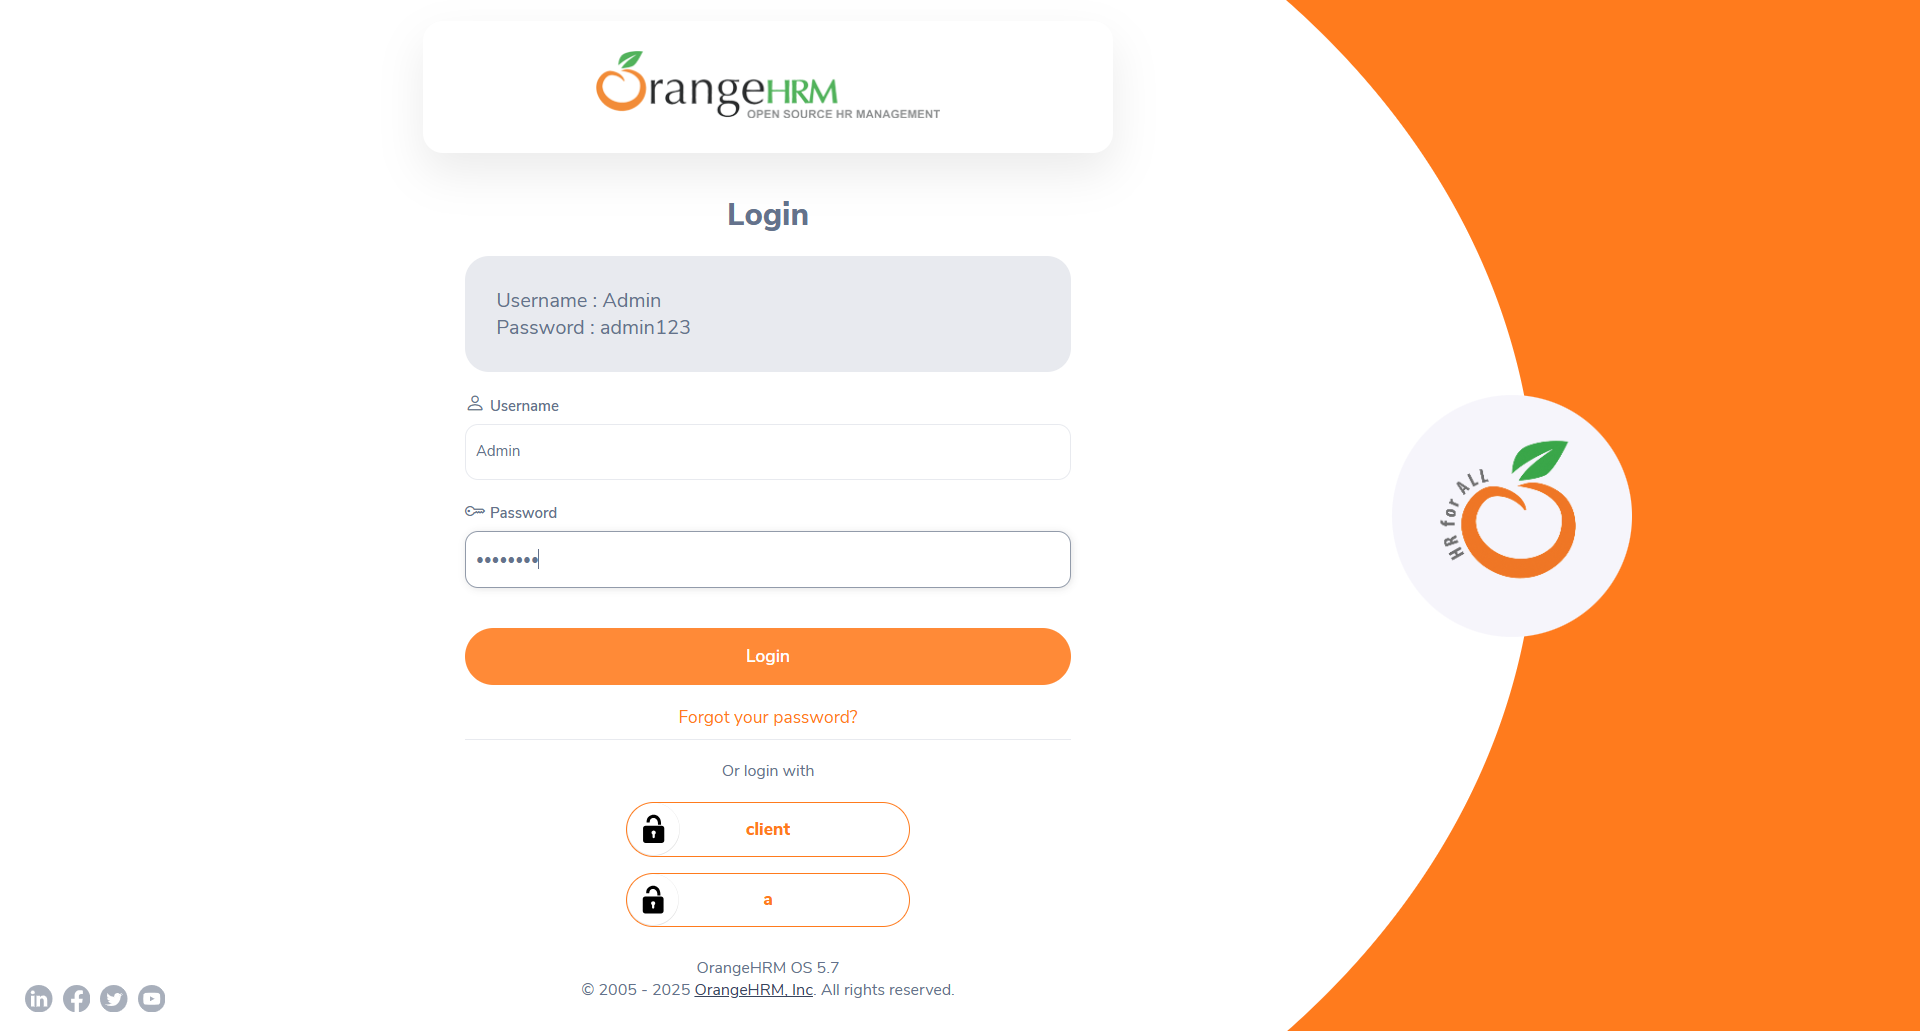 OrangeHRM
OPEN SOURCE HR MANAGEMENT
Login
Username : Admin
Password : admin123
Username
Admin
Password
••••••••
Login
Forgot your password?
Or login with
client
a
OrangeHRM OS 5.7
© 2005 - 2025 OrangeHRM, Inc. All rights reserved.
HR for ALL
in